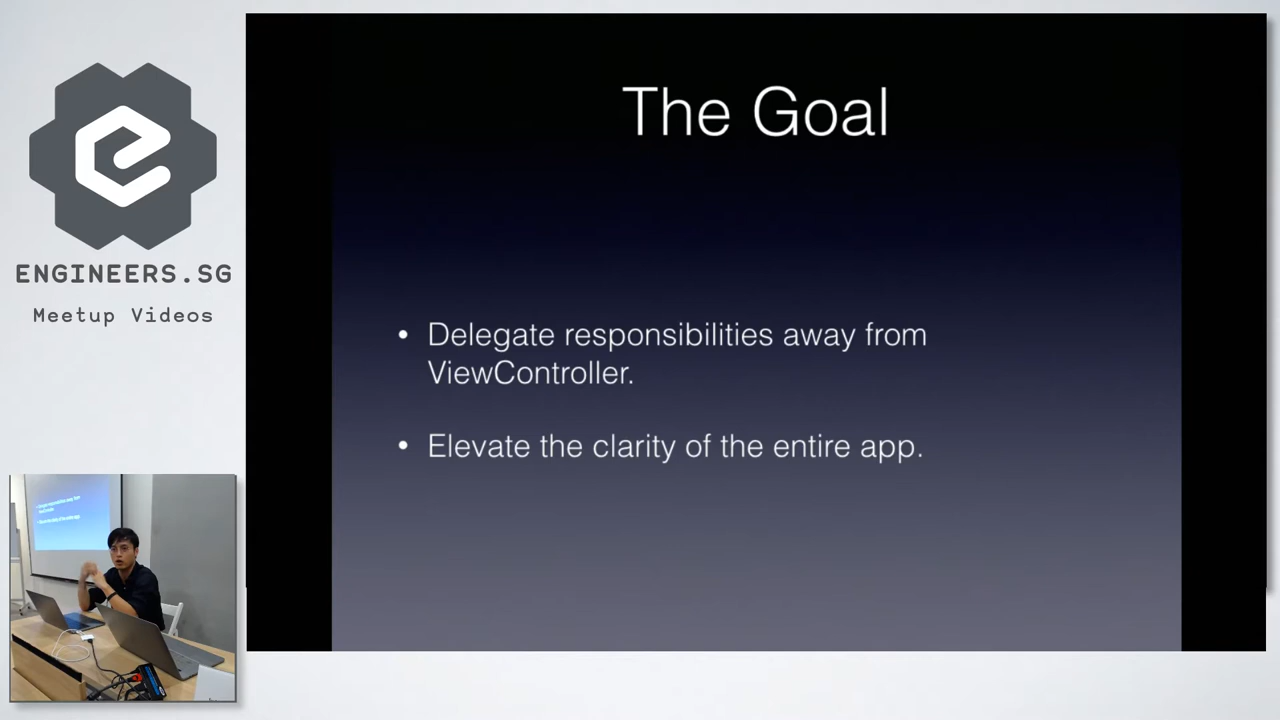 The Goal
• Delegate responsibilities away from
ViewController.
• Elevate the clarity of the entire app.
ENGINEERS.SG
Meetup Videos